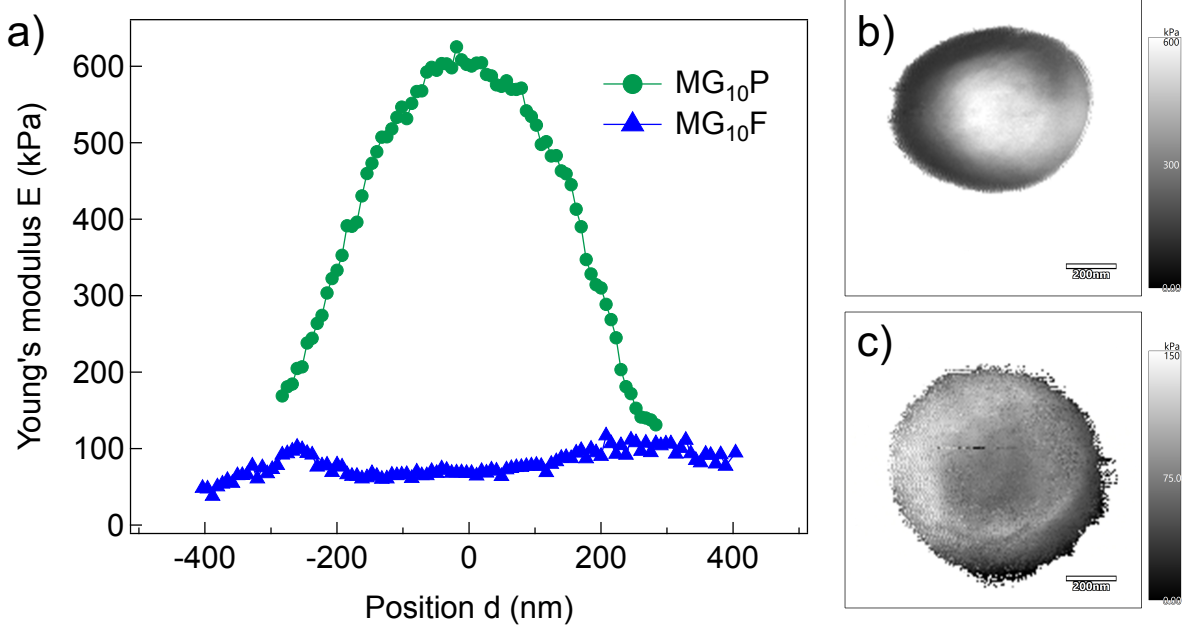 a)
Young's modulus E (kPa)
600
500
400
300
200
100
0
-400 -200 0 200 400
Position d (nm)
MG₁₀P
MG₁₀F
b)
kPa
600
300
0.00
200nm
c)
kPa
150
75.0
0.00
200nm